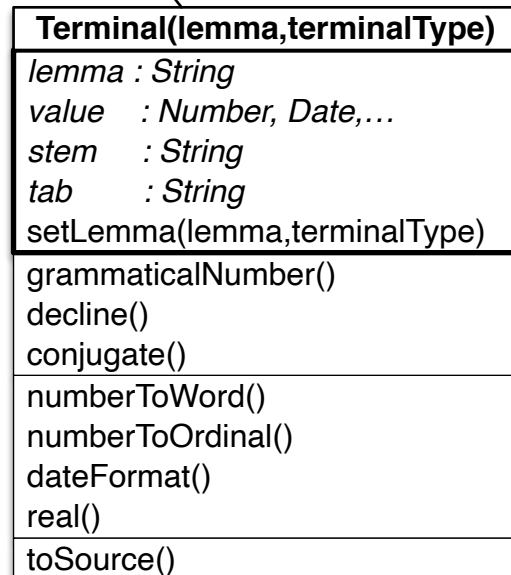 Terminal(lemma,terminalType)
lemma : String
value : Number, Date,…
stem : String
tab : String
setLemma(lemma,terminalType)
grammaticalNumber()
decline()
conjugate()
numberToWord()
numberToOrdinal()
dateFormat()
real()
toSource()